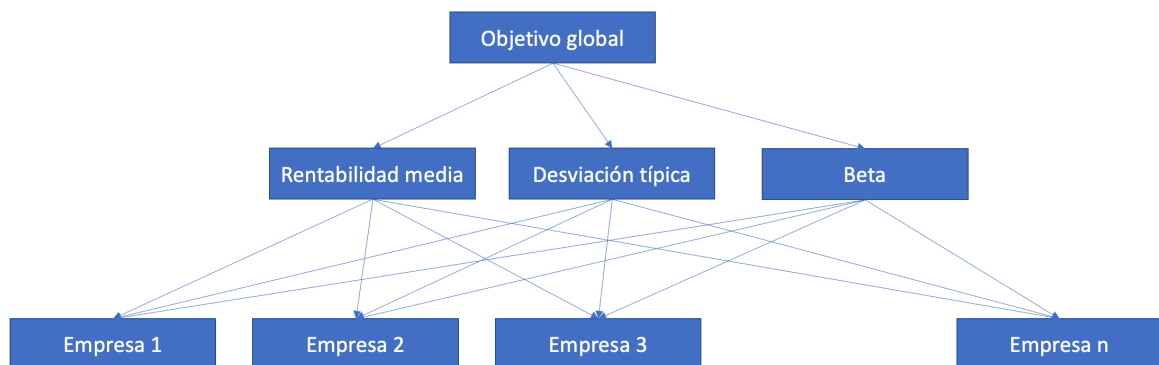 Objetivo global
Rentabilidad media
Desviación típica
Beta
Empresa 1
Empresa 2
Empresa 3
Empresa n